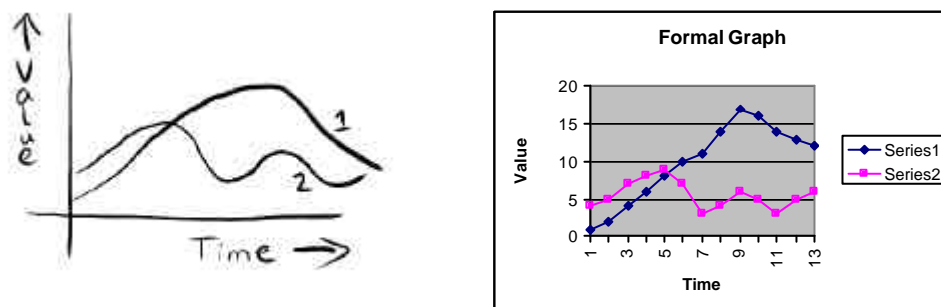 Value
1
2
Time
Formal Graph
Value
20
15
10
5
0
1 3 5 7 9 11 13
Time
Series1
Series2